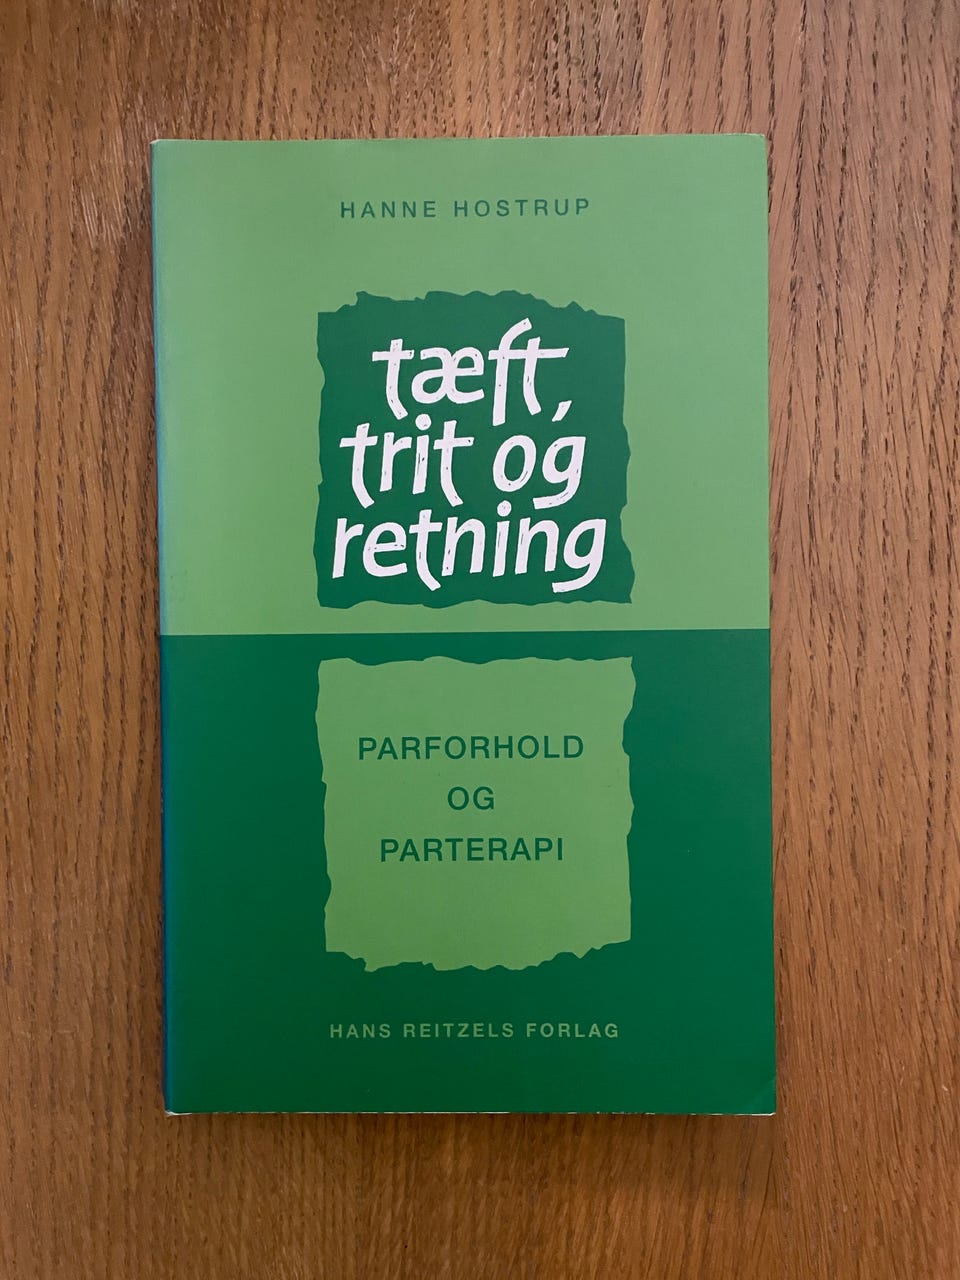 HANNE HOSTRUP
tæft,
trit og
retning
PARFORHOLD
OG
PARTERAPI
HANS REITZELS FORLAG